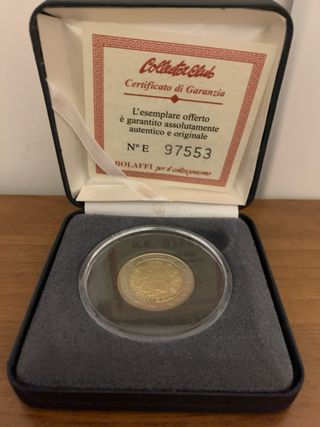 Collector Club
Certificato di Garanzia
L'esemplare offerto
è garantito assolutamente
autentico e originale
N° E 97553
BOLAFFI per il collezionismo